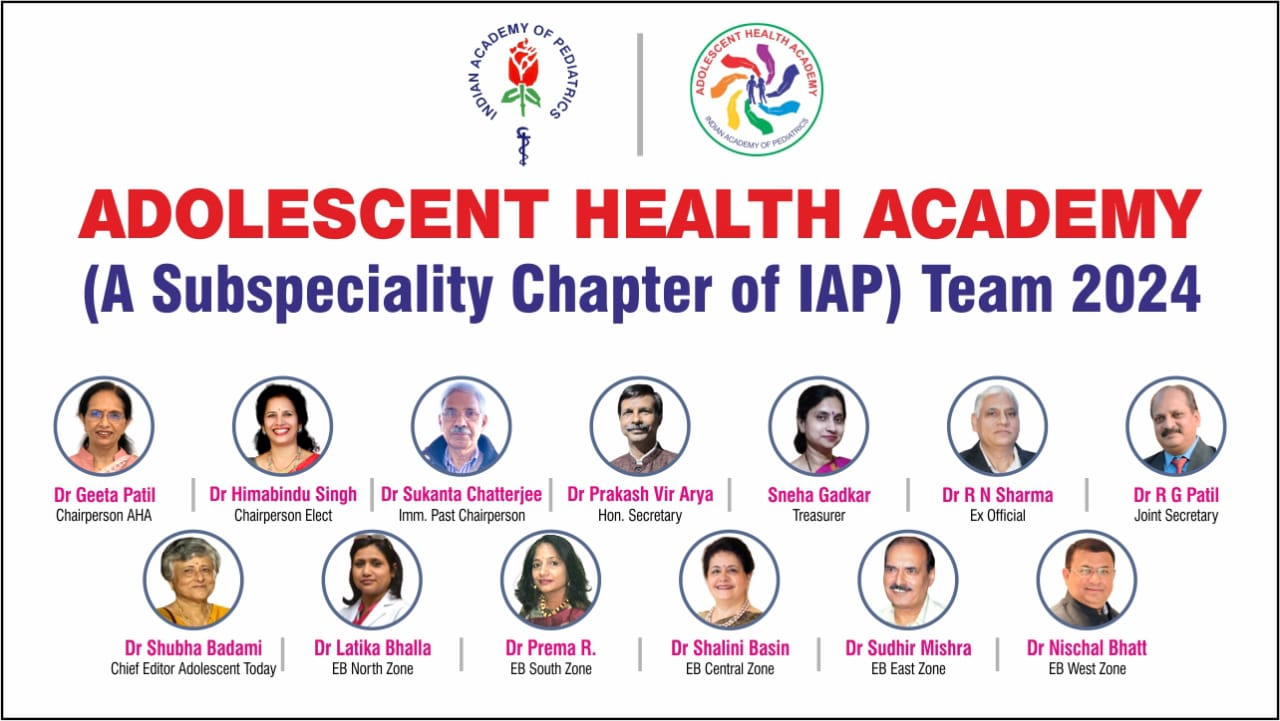 INDIAN ACADEMY OF PEDIATRICS
ADOLESCENT HEALTH ACADEMY
INDIAN ACADEMY OF PEDIATRICS
ADOLESCENT HEALTH ACADEMY
(A Subspeciality Chapter of IAP) Team 2024
Dr Geeta Patil
Chairperson AHA
Dr Himabindu Singh
Chairperson Elect
Dr Sukanta Chatterjee
Imm. Past Chairperson
Dr Prakash Vir Arya
Hon. Secretary
Sneha Gadkar
Treasurer
Dr R N Sharma
Ex Official
Dr R G Patil
Joint Secretary
Dr Shubha Badami
Chief Editor Adolescent Today
Dr Latika Bhalla
EB North Zone
Dr Prema R.
EB South Zone
Dr Shalini Basin
EB Central Zone
Dr Sudhir Mishra
EB East Zone
Dr Nischal Bhatt
EB West Zone